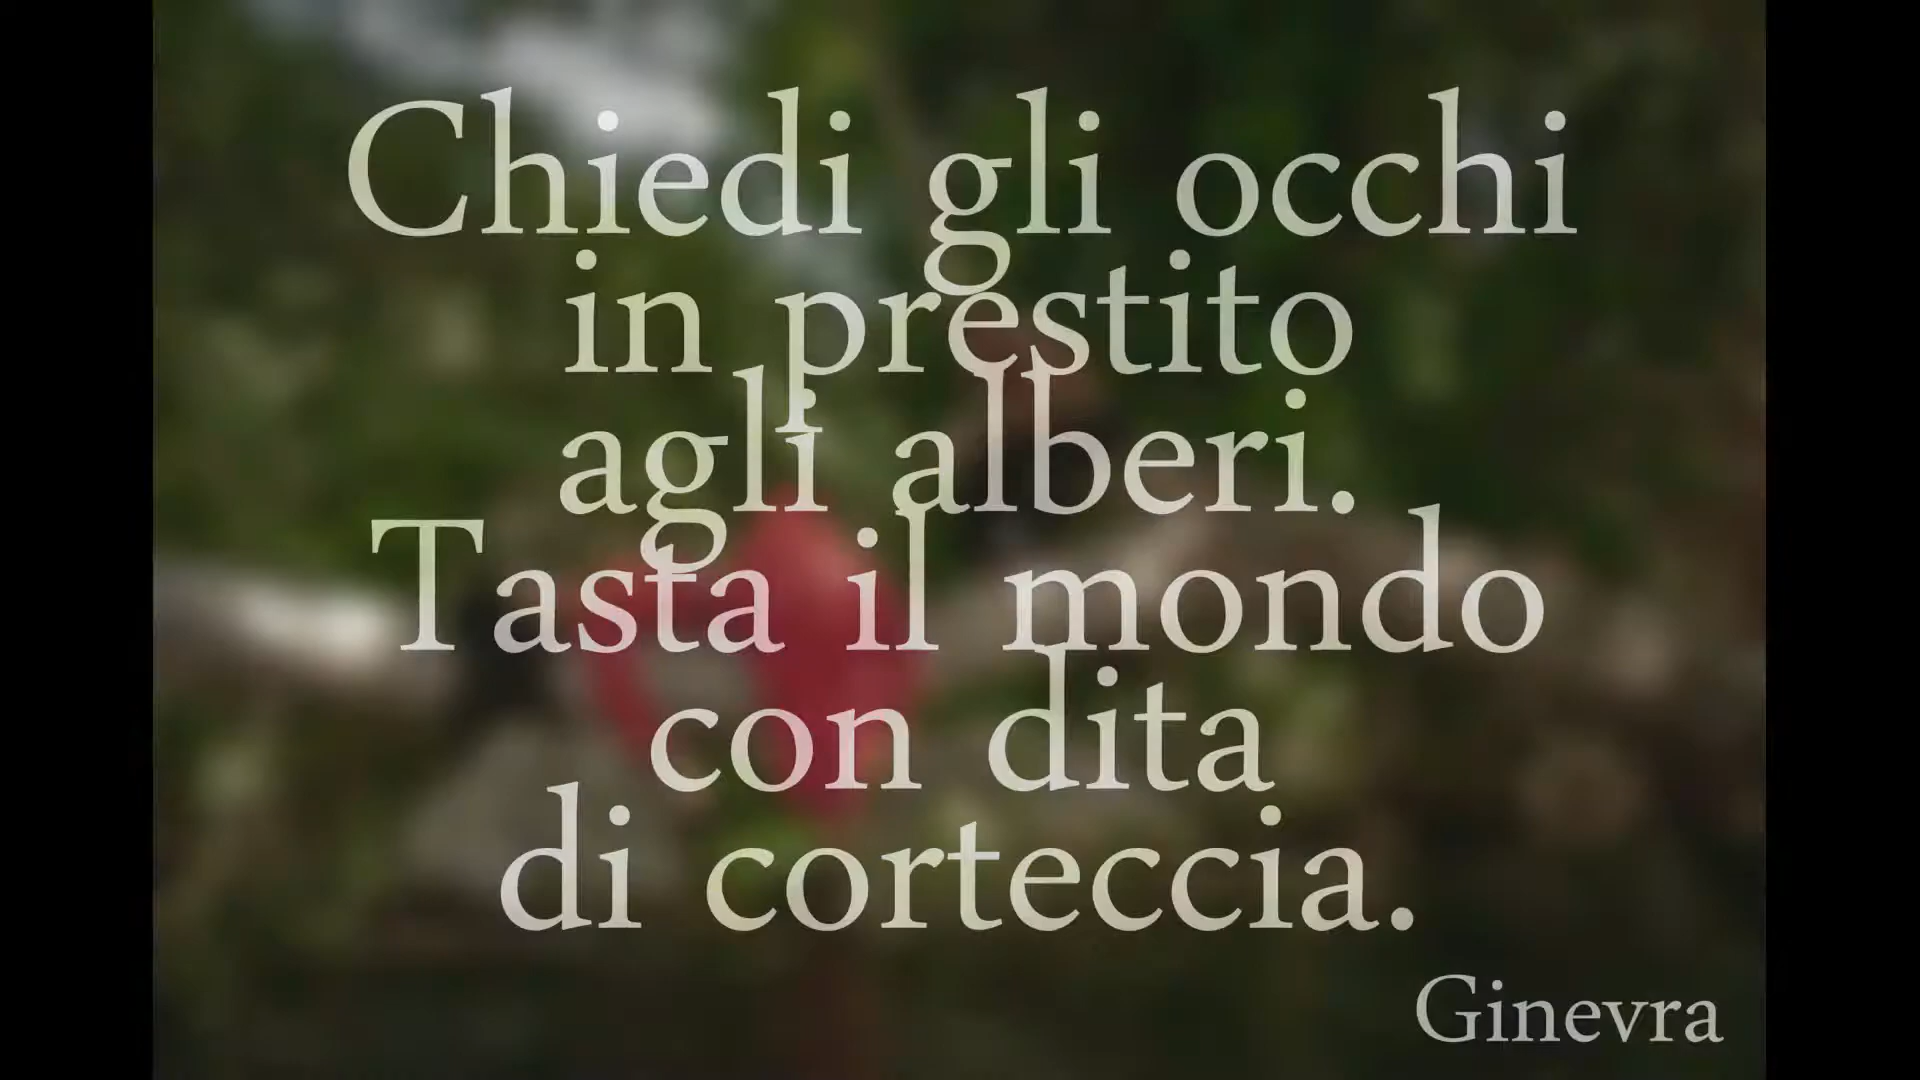 Chiedi gli occhi
in prestito
agli alberi.
Tasta il mondo
con dita
di corteccia.
Ginevra